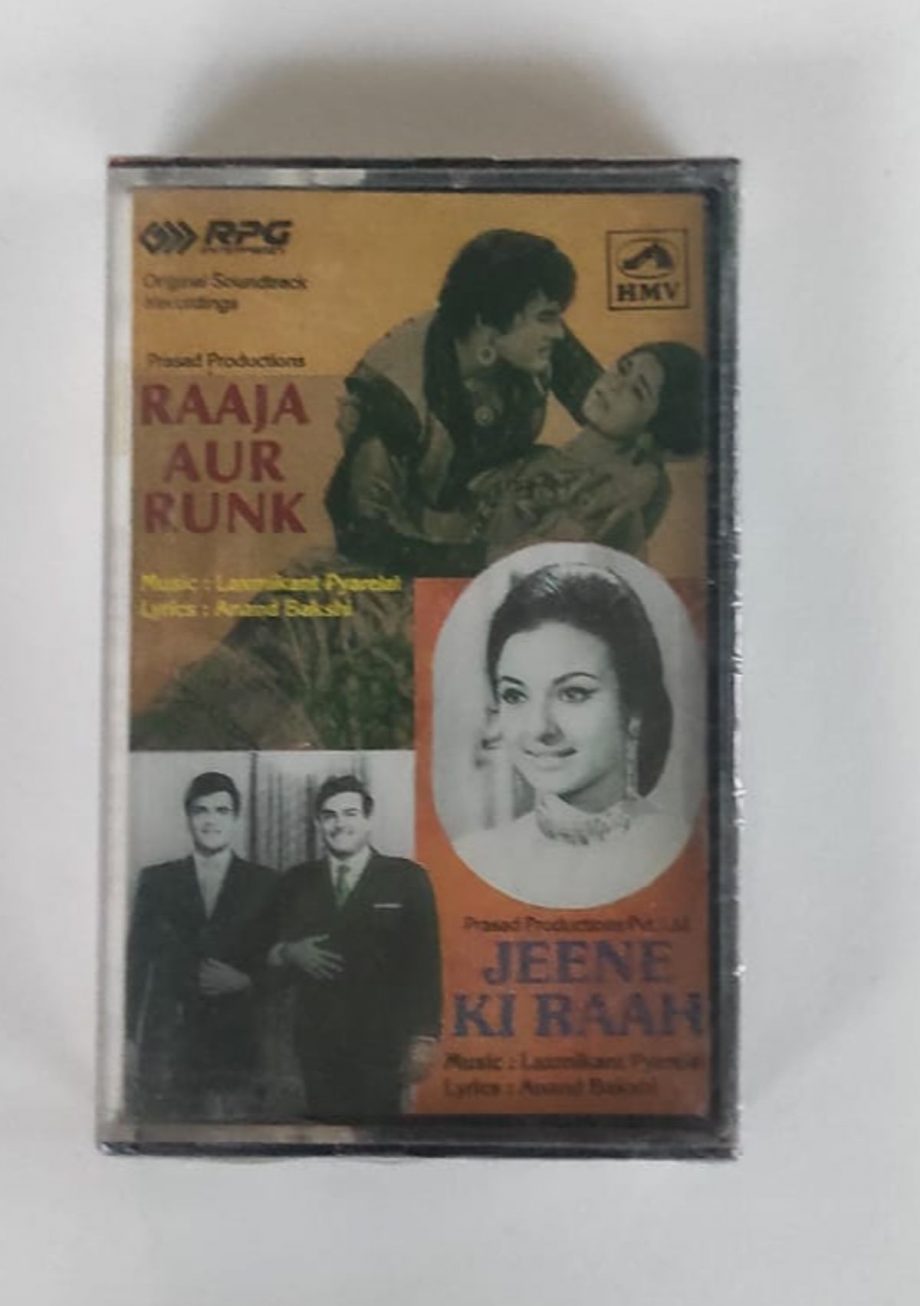 RPG
ENTERPRISES
HMV
Original Soundtrack
Recordings
Prasad Productions
RAAJA
AUR
RUNK
Music : Laxmikant Pyarelal
Lyrics : Anand Bakshi
Prasad Productions Pvt. Ltd.
JEENE
KI RAAH
Music : Laxmikant Pyarelal
Lyrics : Anand Bakshi